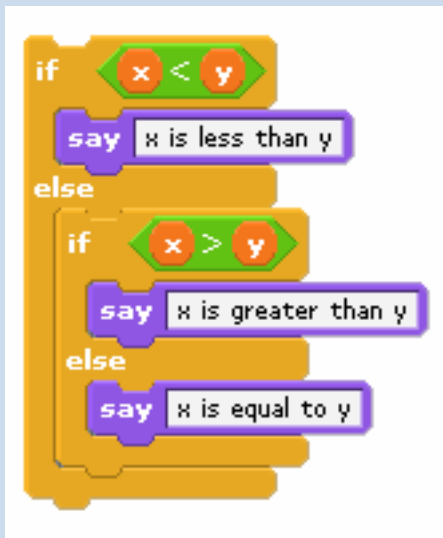 if x < y
say x is less than y
else
if x > y
say x is greater than y
else
say x is equal to y